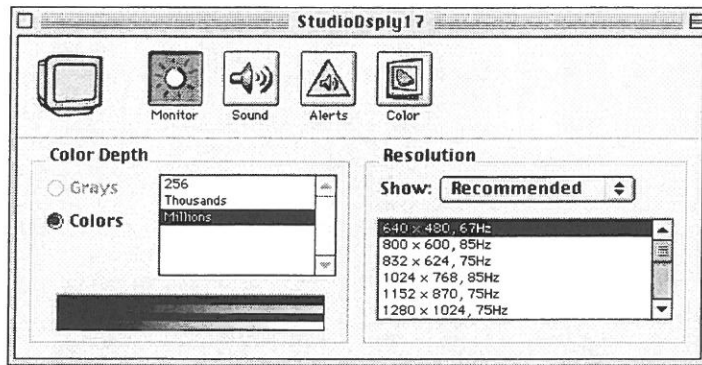 StudioDsply17
Monitor
Sound
Alerts
Color
Color Depth
Grays
Colors
256
Thousands
Millions
Resolution
Show: Recommended
640 x 480, 67Hz
800 x 600, 85Hz
832 x 624, 75Hz
1024 x 768, 85Hz
1152 x 870, 75Hz
1280 x 1024, 75Hz